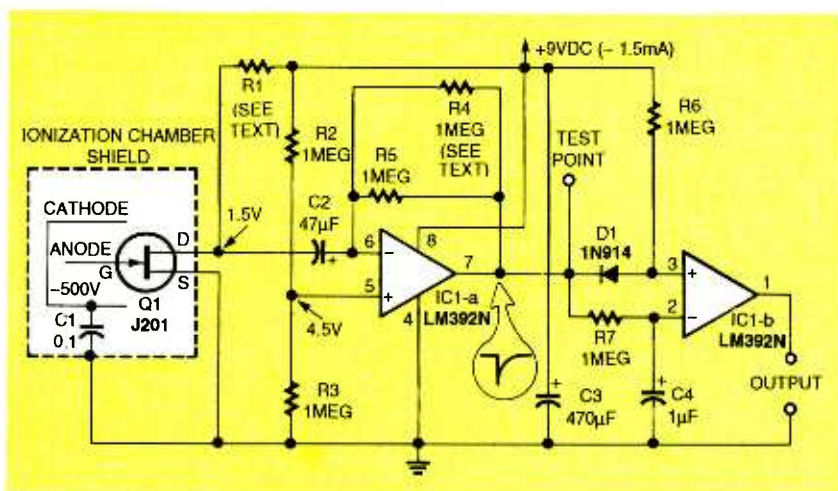 +9VDC (– 1.5mA)
R1
(SEE
TEXT)
R2
1MEG
R4
1MEG
(SEE
TEXT)
R5
1MEG
R6
1MEG
TEST
POINT
IONIZATION CHAMBER
SHIELD
CATHODE
ANODE
G
D
S
–500V
Q1
J201
C1
0.1
1.5V
C2
47µF
+
6
–
5
+
8
7
4
IC1-a
LM392N
4.5V
D1
1N914
3
+
2
–
1
IC1-b
LM392N
R7
1MEG
R3
1MEG
+
C3
470µF
+
C4
1µF
OUTPUT